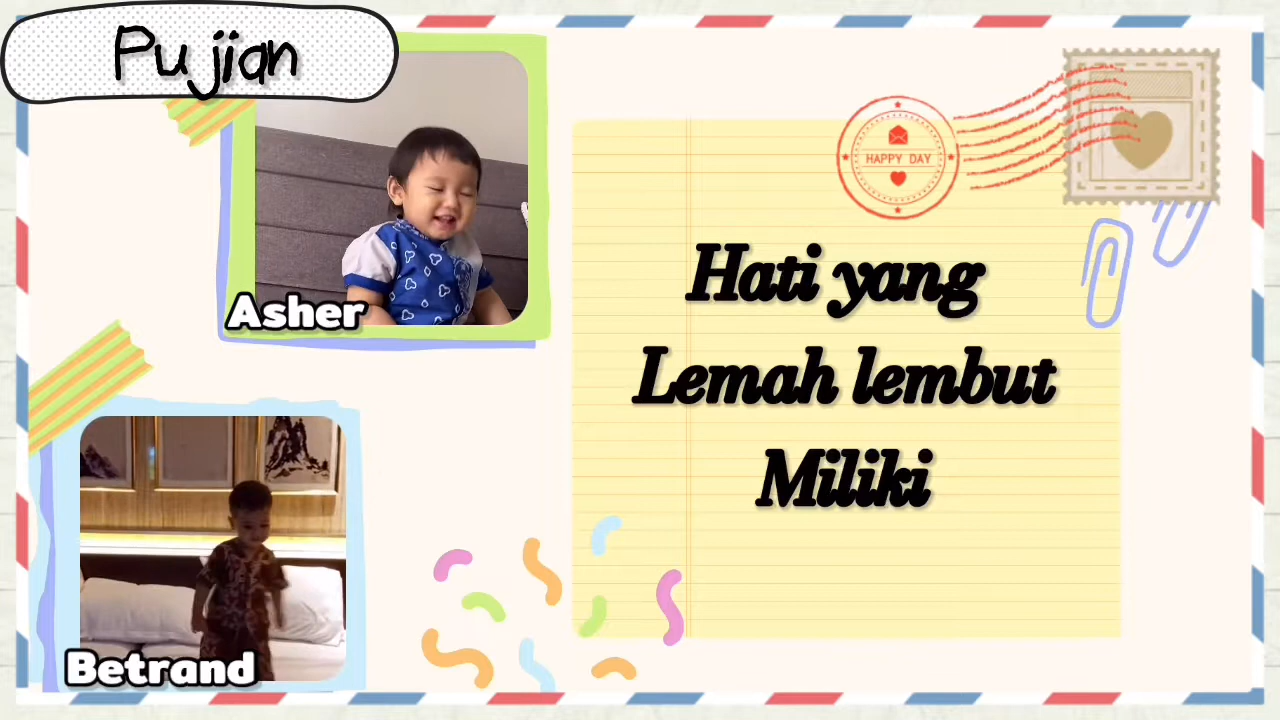 Pujian
HAPPY DAY
Asher
Hati yang
Lemah lembut
Miliki
Betrand